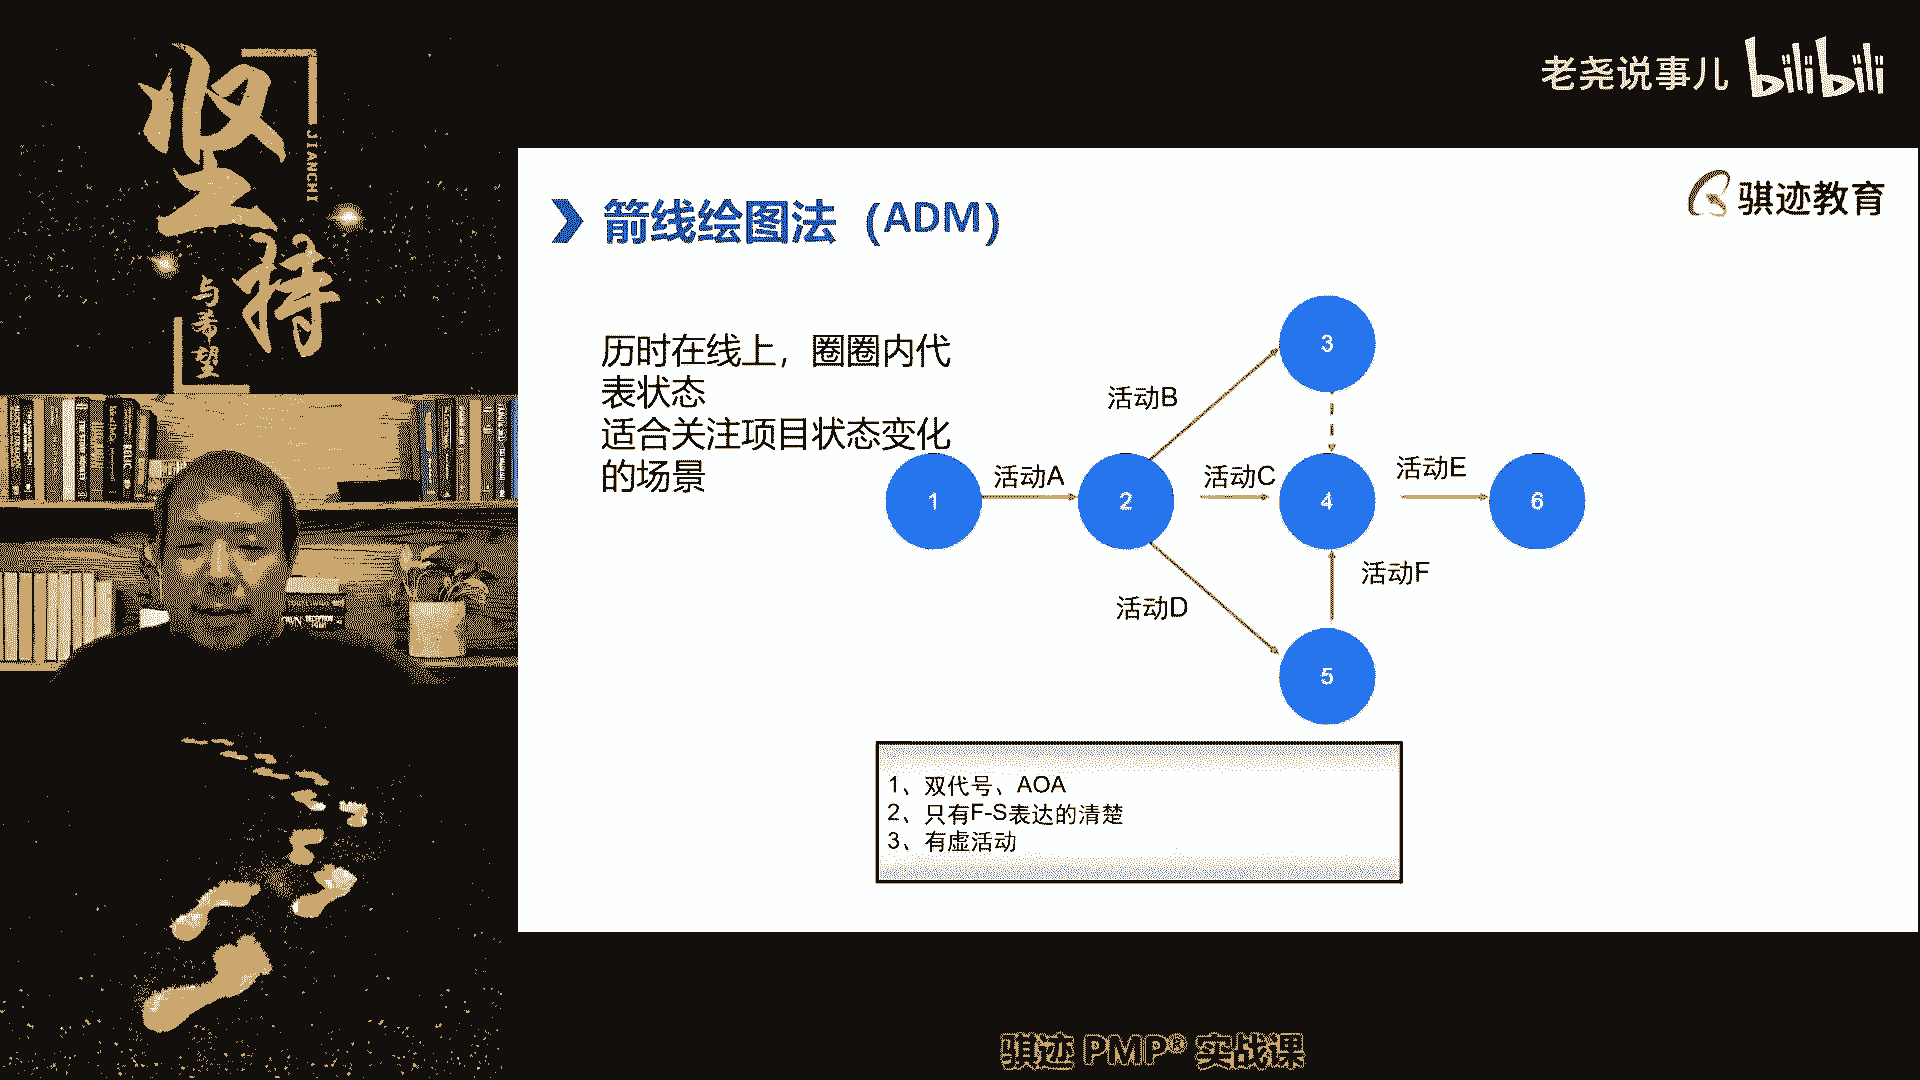 坚持
JIANCHI
与希望
老尧说事儿 bilibili
骐迹教育
箭线绘图法（ADM）
历时在线上，圈圈内代
表状态
适合关注项目状态变化
的场景
3
活动B
活动A
活动C
活动E
1
2
4
6
活动F
活动D
5
1、双代号、AOA
2、只有F-S表达的清楚
3、有虚活动
骐迹 PMP® 实战课